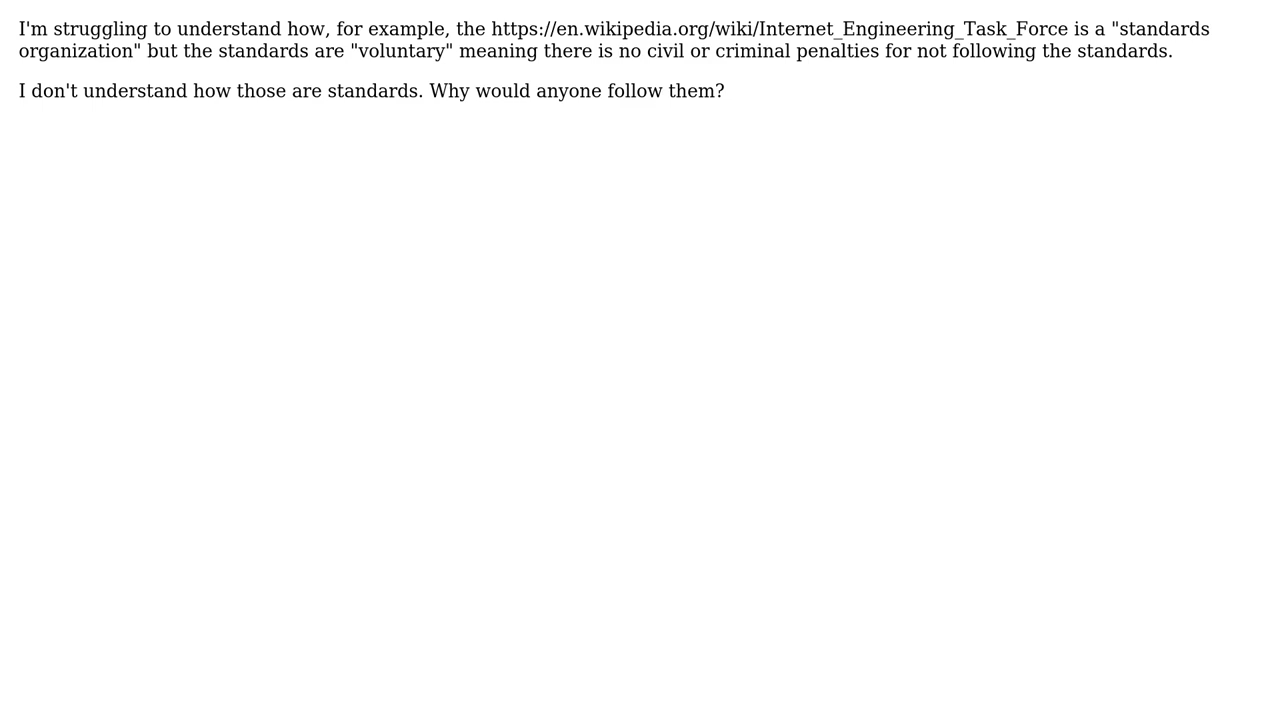 I'm struggling to understand how, for example, the https://en.wikipedia.org/wiki/Internet_Engineering_Task_Force is a "standards
organization" but the standards are "voluntary" meaning there is no civil or criminal penalties for not following the standards.
I don't understand how those are standards. Why would anyone follow them?